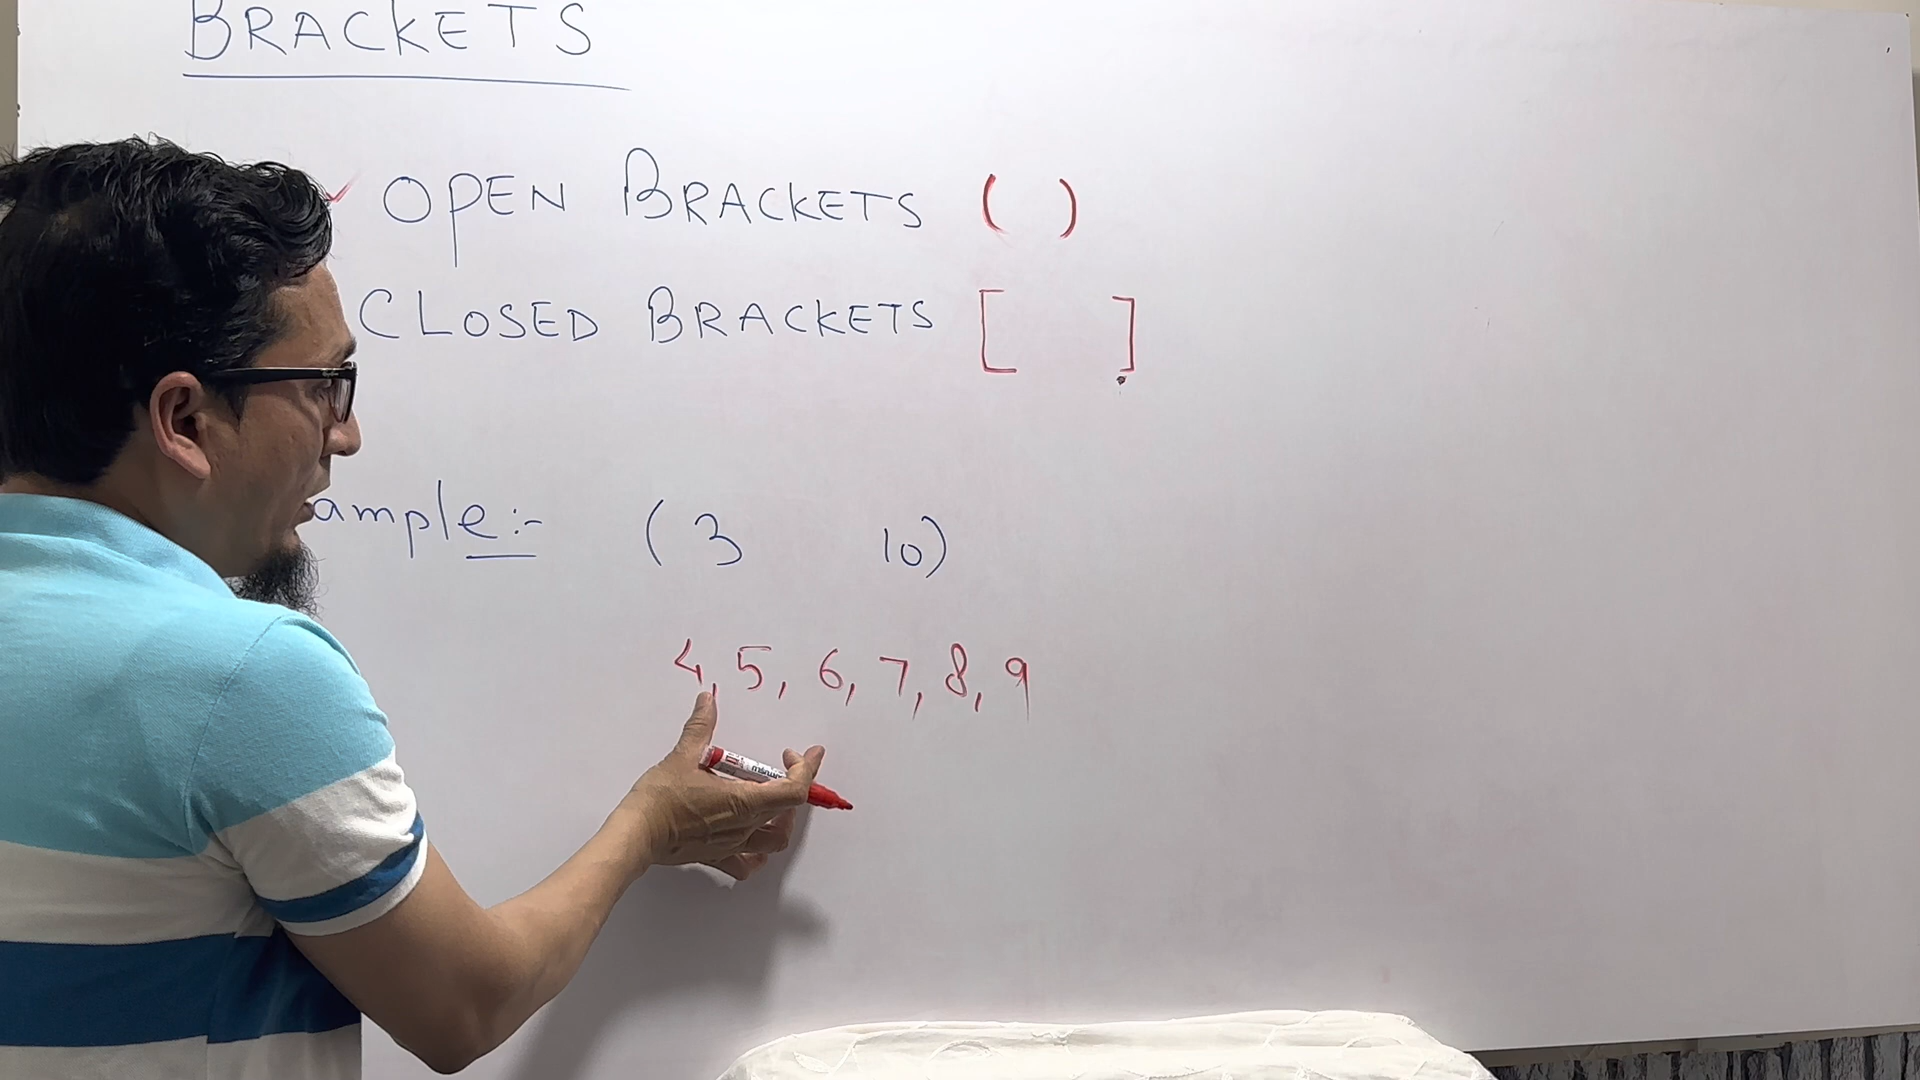 BRACKETS
OPEN BRACKETS ( )
CLOSED BRACKETS [ ]
ample:- (3 10)
4, 5, 6, 7, 8, 9